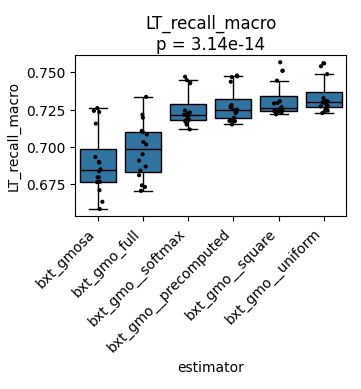 LT_recall_macro
p = 3.14e-14
LT_recall_macro
0.750
0.725
0.700
0.675
bxt_gmosa
bxt_gmo_full
bxt_gmo__softmax
bxt_gmo__precomputed
bxt_gmo__square
bxt_gmo__uniform
estimator